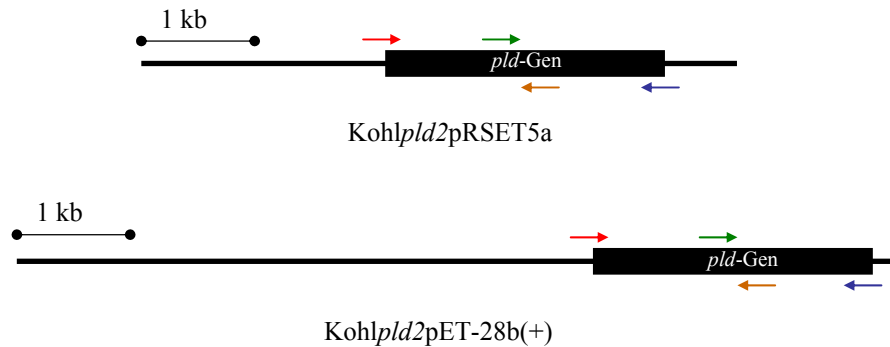 1 kb
pld-Gen
Kohlpld2pRSET5a
1 kb
pld-Gen
Kohlpld2pET-28b(+)